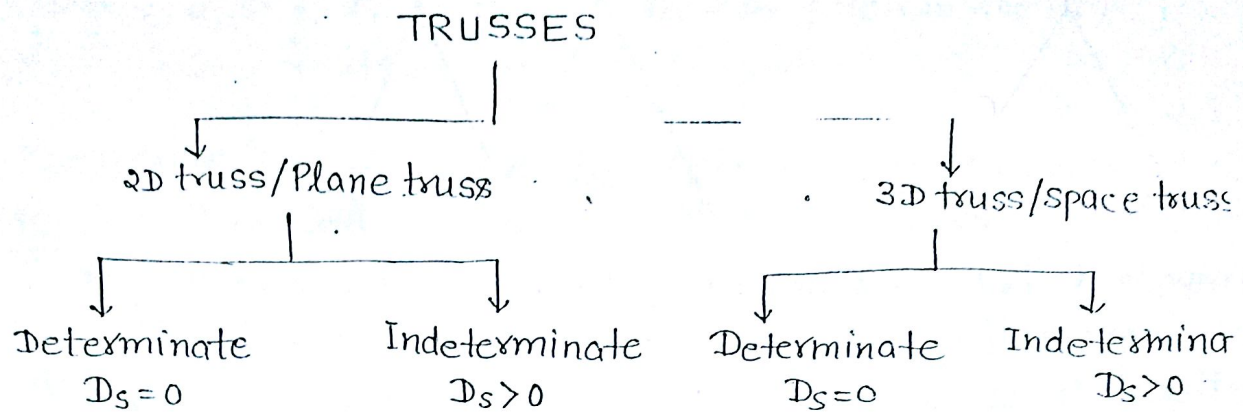 TRUSSES
2D truss/Plane truss
3D truss/space truss
Determinate
Ds=0
Indeterminate
Ds>0
Determinate
Ds=0
Indetermina
Ds>0